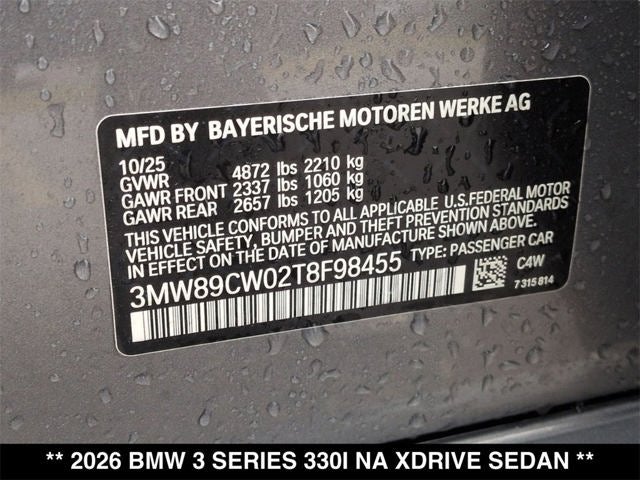 MFD BY BAYERISCHE MOTOREN WERKE AG
10/25
GVWR 4872 lbs 2210 kg
GAWR FRONT 2337 lbs 1060 kg
GAWR REAR 2657 lbs 1205 kg
THIS VEHICLE CONFORMS TO ALL APPLICABLE U.S.FEDERAL MOTOR
VEHICLE SAFETY, BUMPER AND THEFT PREVENTION STANDARDS
IN EFFECT ON THE DATE OF MANUFACTURE SHOWN ABOVE.
3MW89CW02T8F98455 TYPE: PASSENGER CAR
C4W
7 315 814
** 2026 BMW 3 SERIES 330I NA XDRIVE SEDAN **